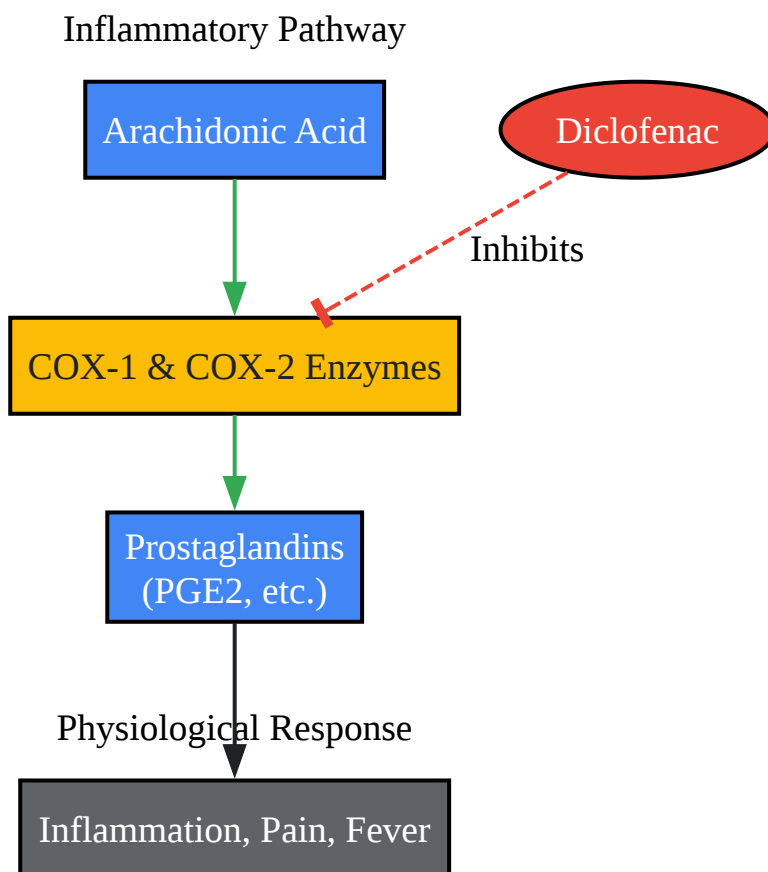 Inflammatory Pathway
Arachidonic Acid
Diclofenac
Inhibits
COX-1 & COX-2 Enzymes
Prostaglandins
(PGE2, etc.)
Physiological Response
Inflammation, Pain, Fever